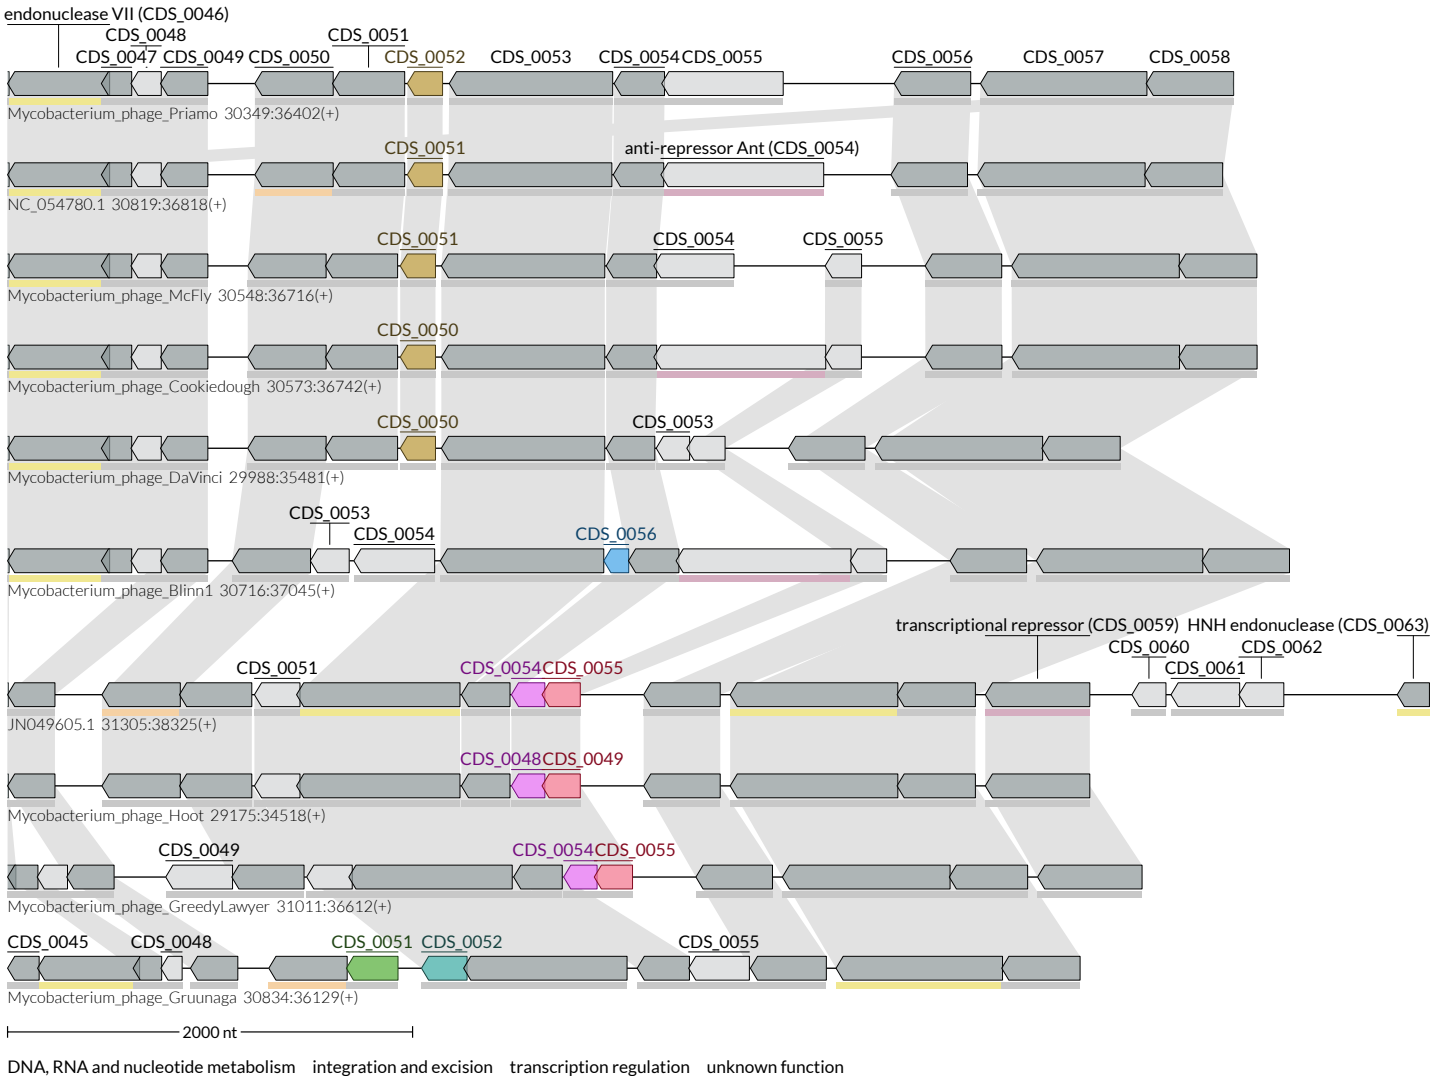 endonuclease VII (CDS_0046)
CDS_0048 CDS_0051
CDS_0047 CDS_0049 CDS_0050 CDS_0052 CDS_0053 CDS_0054 CDS_0055 CDS_0056 CDS_0057 CDS_0058
Mycobacterium_phage_Priamo 30349:36402(+)
CDS_0051 anti-repressor Ant (CDS_0054)
NC_054780.1 30819:36818(+)
CDS_0051 CDS_0054 CDS_0055
Mycobacterium_phage_McFly 30548:36716(+)
CDS_0050
Mycobacterium_phage_Cookiedough 30573:36742(+)
CDS_0050 CDS_0053
Mycobacterium_phage_DaVinci 29988:35481(+)
CDS_0053
CDS_0054 CDS_0056
Mycobacterium_phage_Blinn1 30716:37045(+)
transcriptional repressor (CDS_0059) HNH endonuclease (CDS_0063)
CDS_0060 CDS_0062
CDS_0051 CDS_0054 CDS_0055 CDS_0061
JN049605.1 31305:38325(+)
CDS_0048 CDS_0049
Mycobacterium_phage_Hoot 29175:34518(+)
CDS_0049 CDS_0054 CDS_0055
Mycobacterium_phage_GreedyLawyer 31011:36612(+)
CDS_0045 CDS_0048 CDS_0051 CDS_0052 CDS_0055
Mycobacterium_phage_Gruunaga 30834:36129(+)
2000 nt
DNA, RNA and nucleotide metabolism integration and excision transcription regulation unknown function